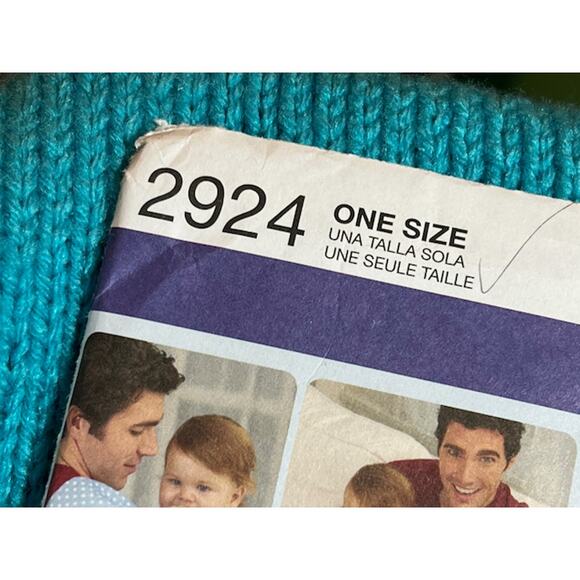 2924
ONE SIZE
UNA TALLA SOLA
UNE SEULE TAILLE